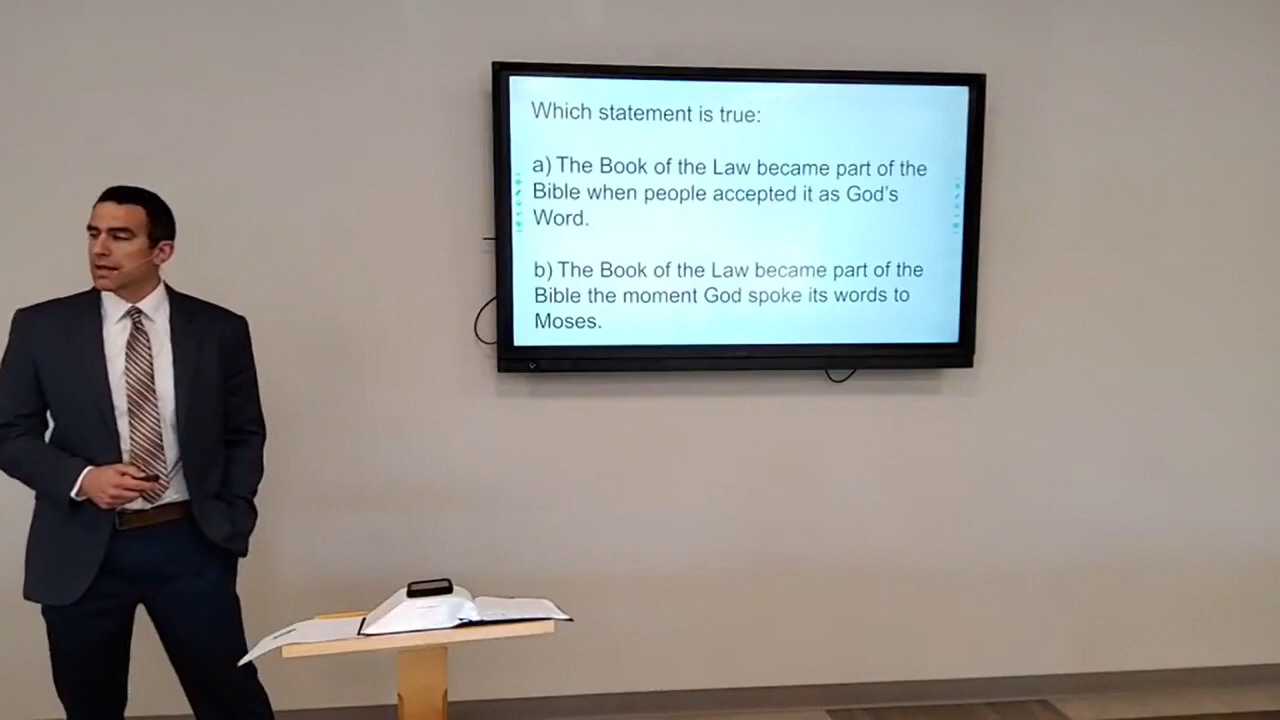 Which statement is true:
a) The Book of the Law became part of the
Bible when people accepted it as God's
Word.
b) The Book of the Law became part of the
Bible the moment God spoke its words to
Moses.